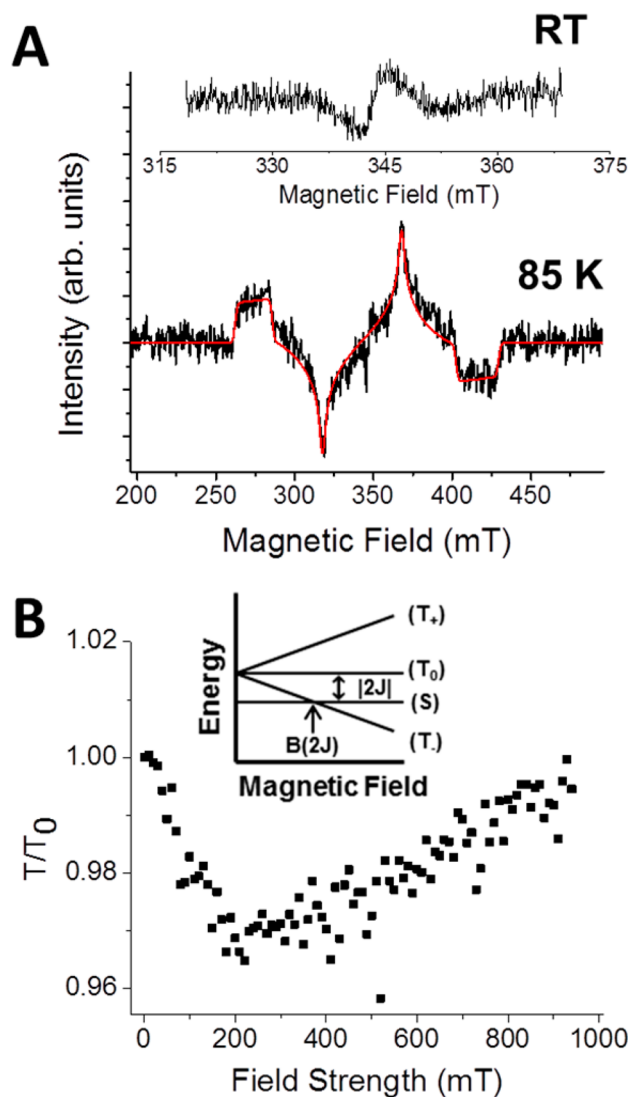 A
RT
315 330 345 360 375
Magnetic Field (mT)
85 K
Intensity (arb. units)
200 250 300 350 400 450
Magnetic Field (mT)
B
1.02
1.00
0.98
0.96
T/T0
Energy
(T+)
(T0)
|2J|
(S)
B(2J)
(T-)
Magnetic Field
0 200 400 600 800 1000
Field Strength (mT)